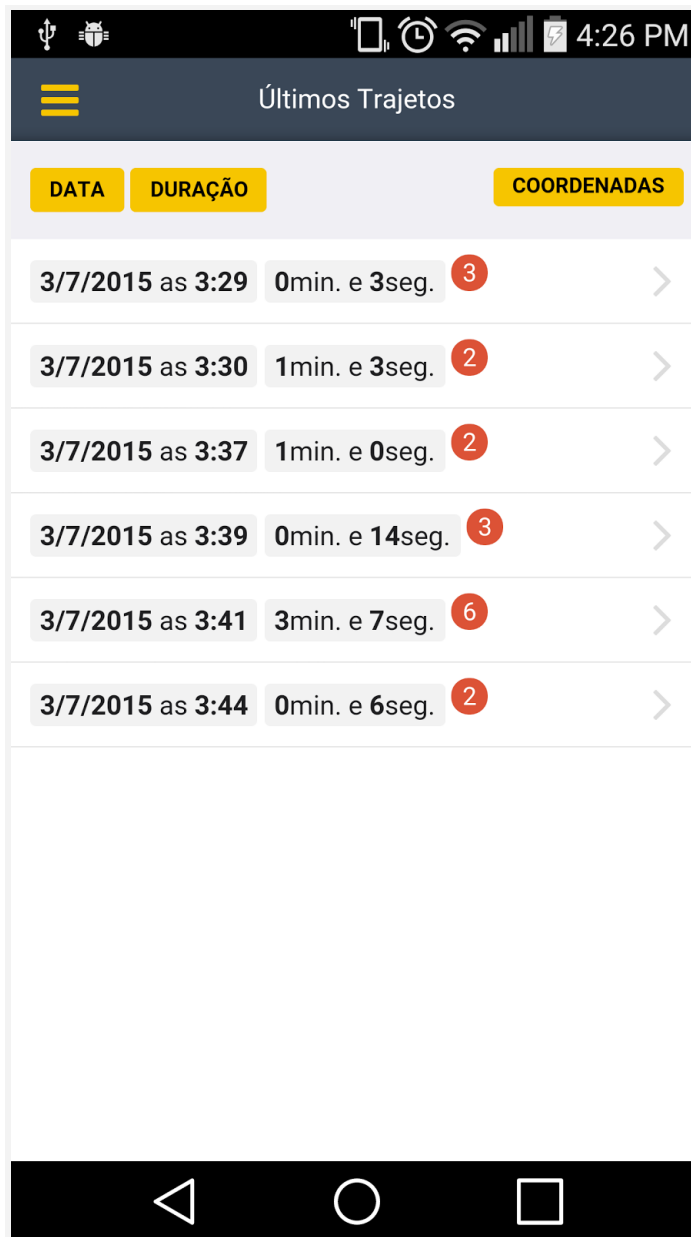 4:26 PM
Últimos Trajetos
DATA DURAÇÃO COORDENADAS
3/7/2015 as 3:29 0min. e 3seg. 3
3/7/2015 as 3:30 1min. e 3seg. 2
3/7/2015 as 3:37 1min. e 0seg. 2
3/7/2015 as 3:39 0min. e 14seg. 3
3/7/2015 as 3:41 3min. e 7seg. 6
3/7/2015 as 3:44 0min. e 6seg. 2